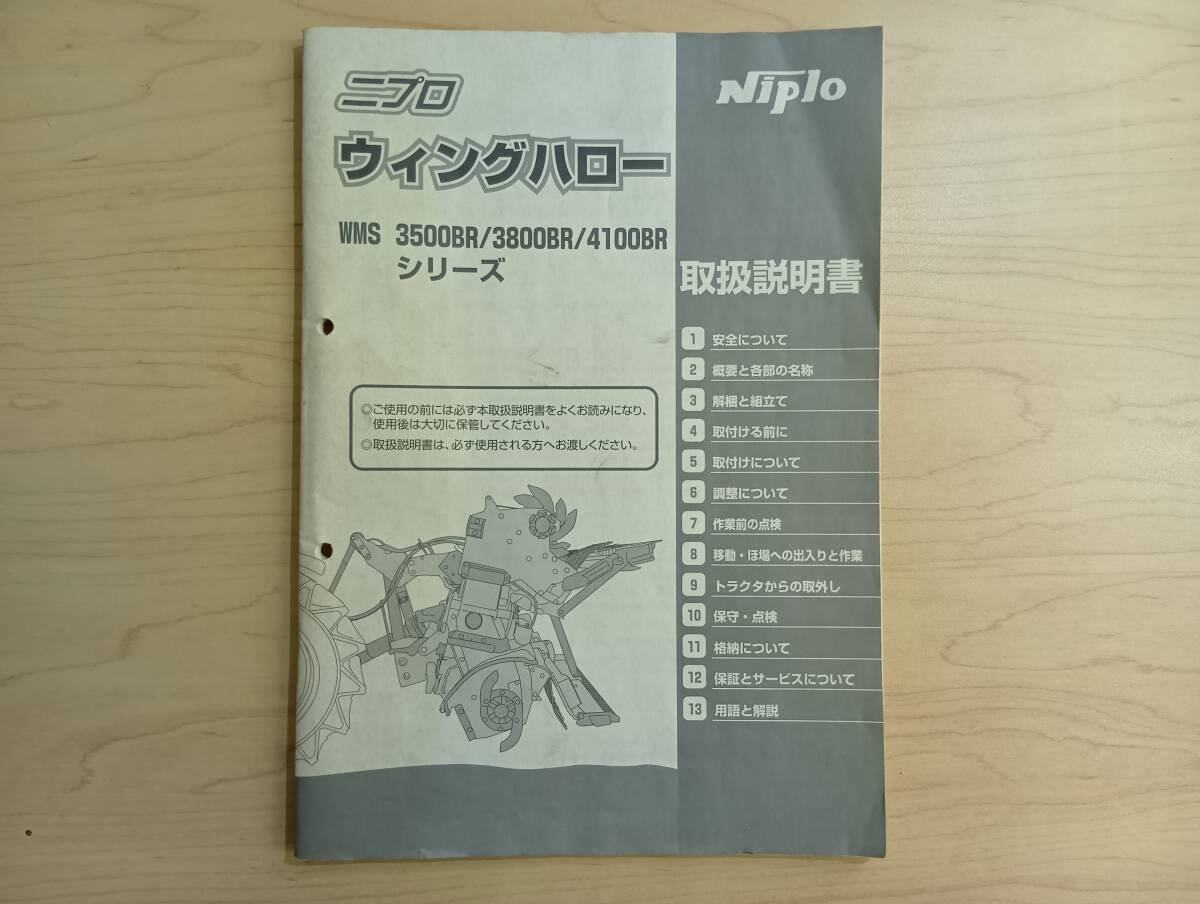 ニプロ
ウィングハロー
WMS 3500BR/3800BR/4100BR
シリーズ
◎ご使用の前には必ず本取扱説明書をよくお読みになり、
使用後は大切に保管してください。
◎取扱説明書は、必ず使用される方へお渡しください。
Niplo
取扱説明書
1 安全について
2 概要と各部の名称
3 解梱と組立て
4 取付ける前に
5 取付けについて
6 調整について
7 作業前の点検
8 移動・ほ場への出入りと作業
9 トラクタからの取外し
10 保守・点検
11 格納について
12 保証とサービスについて
13 用語と解説